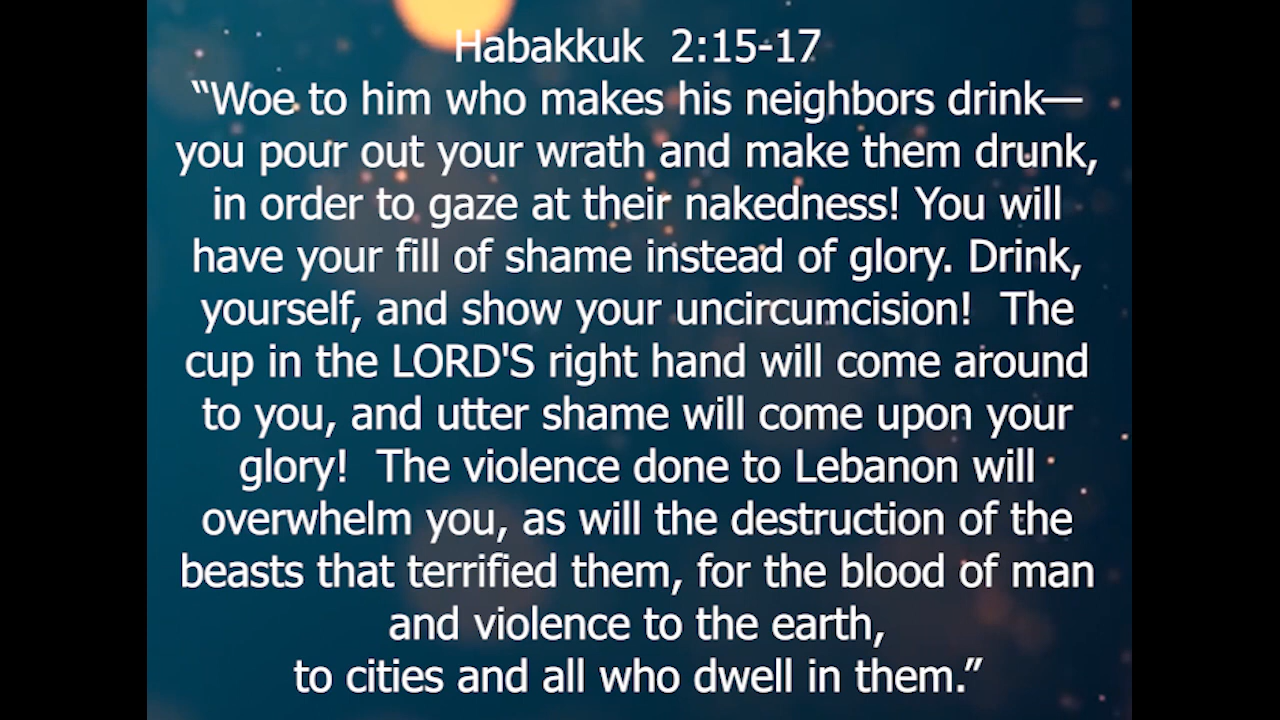 Habakkuk  2:15-17
“Woe to him who makes his neighbors drink—
you pour out your wrath and make them drunk,
in order to gaze at their nakedness! You will
have your fill of shame instead of glory. Drink,
yourself, and show your uncircumcision!  The
cup in the LORD'S right hand will come around
to you, and utter shame will come upon your
glory!  The violence done to Lebanon will
overwhelm you, as will the destruction of the
beasts that terrified them, for the blood of man
and violence to the earth,
to cities and all who dwell in them.”